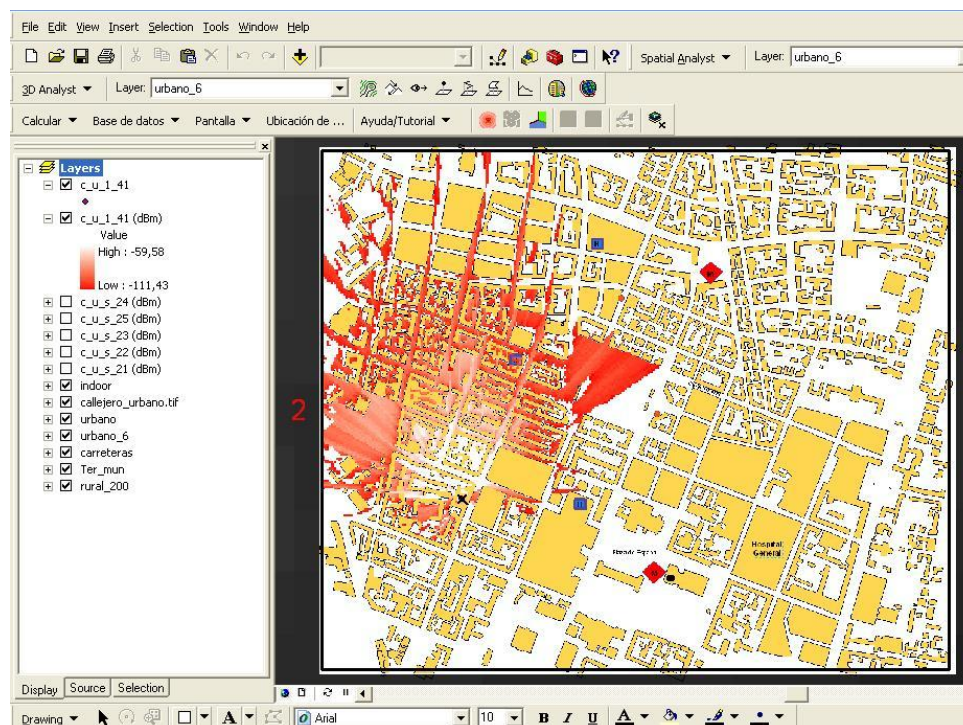 File Edit View Insert Selection Tools Window Help
Spatial Analyst Layer: urbano_6
3D Analyst Layer: urbano_6
Calcular Base de datos Pantalla Ubicación de ... Ayuda/Tutorial
Layers
c_u_1_41
c_u_1_41 (dBm)
Value
High : -59,58
Low : -111,43
c_u_s_24 (dBm)
c_u_s_25 (dBm)
c_u_s_23 (dBm)
c_u_s_22 (dBm)
c_u_s_21 (dBm)
indoor
callejero_urbano.tif
urbano
urbano_6
carreteras
Ter_mun
rural_200
2
Hospital
General
Display Source Selection
Drawing A Arial 10 B I U A